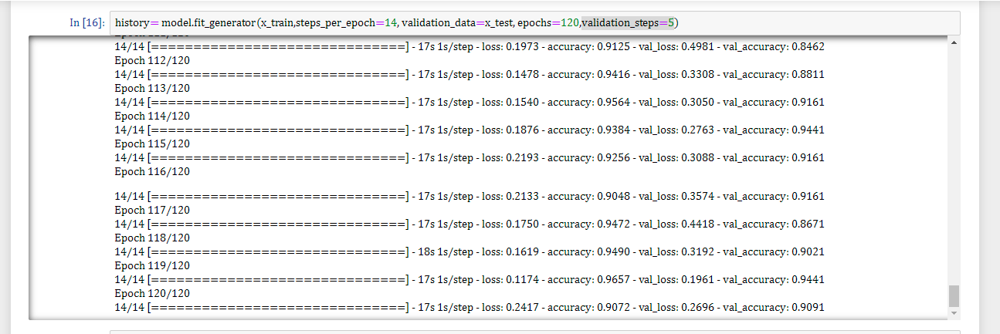 In [16]: history= model.fit_generator(x_train,steps_per_epoch=14, validation_data=x_test, epochs=120,validation_steps=5)
14/14 [==============================] - 17s 1s/step - loss: 0.1973 - accuracy: 0.9125 - val_loss: 0.4981 - val_accuracy: 0.8462
Epoch 112/120
14/14 [==============================] - 17s 1s/step - loss: 0.1478 - accuracy: 0.9416 - val_loss: 0.3308 - val_accuracy: 0.8811
Epoch 113/120
14/14 [==============================] - 17s 1s/step - loss: 0.1540 - accuracy: 0.9564 - val_loss: 0.3050 - val_accuracy: 0.9161
Epoch 114/120
14/14 [==============================] - 17s 1s/step - loss: 0.1876 - accuracy: 0.9384 - val_loss: 0.2763 - val_accuracy: 0.9441
Epoch 115/120
14/14 [==============================] - 17s 1s/step - loss: 0.2193 - accuracy: 0.9256 - val_loss: 0.3088 - val_accuracy: 0.9161
Epoch 116/120
14/14 [==============================] - 17s 1s/step - loss: 0.2133 - accuracy: 0.9048 - val_loss: 0.3574 - val_accuracy: 0.9161
Epoch 117/120
14/14 [==============================] - 17s 1s/step - loss: 0.1750 - accuracy: 0.9472 - val_loss: 0.4418 - val_accuracy: 0.8671
Epoch 118/120
14/14 [==============================] - 18s 1s/step - loss: 0.1619 - accuracy: 0.9490 - val_loss: 0.3192 - val_accuracy: 0.9021
Epoch 119/120
14/14 [==============================] - 17s 1s/step - loss: 0.1174 - accuracy: 0.9657 - val_loss: 0.1961 - val_accuracy: 0.9441
Epoch 120/120
14/14 [==============================] - 17s 1s/step - loss: 0.2417 - accuracy: 0.9072 - val_loss: 0.2696 - val_accuracy: 0.9091